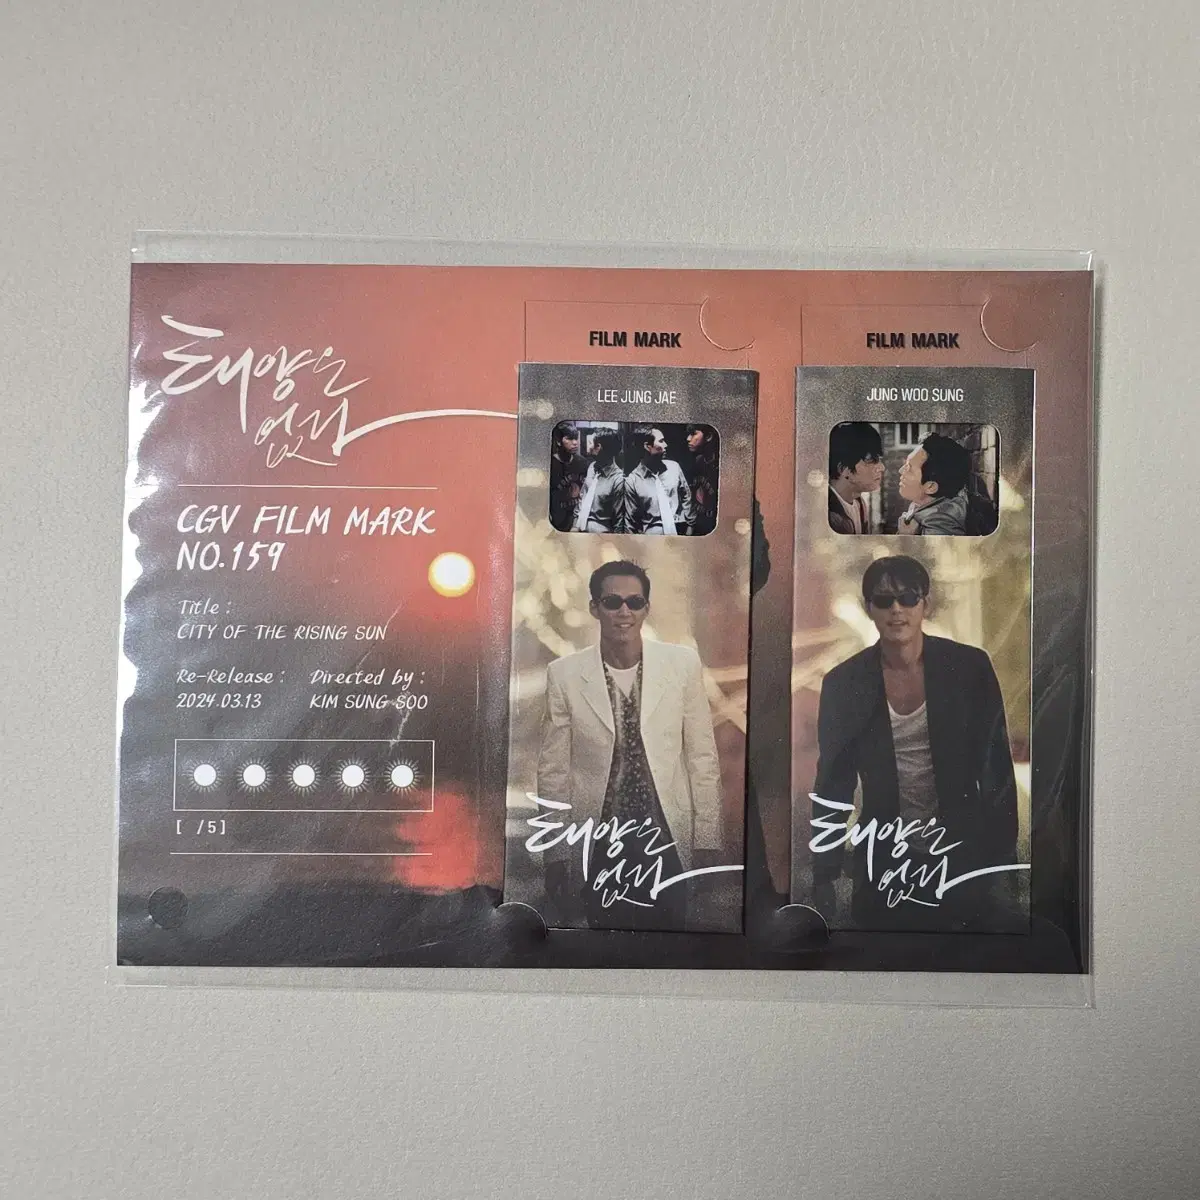 태양은
없다
CGV FILM MARK
NO.159
Title :
CITY OF THE RISING SUN
Re-Release :
2024.03.13
Directed by :
KIM SUNG SOO
[ /5]
FILM MARK
LEE JUNG JAE
태양은
없다
FILM MARK
JUNG WOO SUNG
태양은
없다